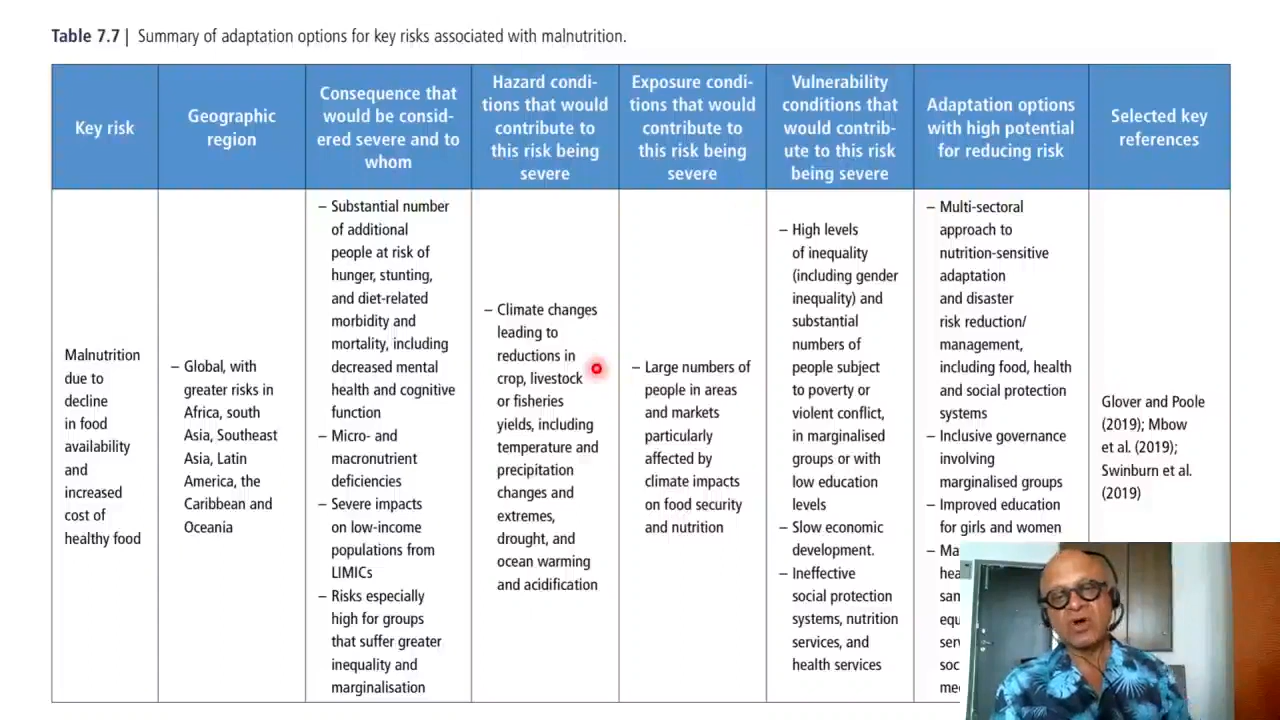 Table 7.7 | Summary of adaptation options for key risks associated with malnutrition.
Key risk
Geographic
region
Consequence that
would be consid-
ered severe and to
whom
Hazard condi-
tions that would
contribute to
this risk being
severe
Exposure condi-
tions that would
contribute to
this risk being
severe
Vulnerability
conditions that
would contrib-
ute to this risk
being severe
Adaptation options
with high potential
for reducing risk
Selected key
references
Malnutrition
due to
decline
in food
availability
and
increased
cost of
healthy food
– Global, with
greater risks in
Africa, south
Asia, Southeast
Asia, Latin
America, the
Caribbean and
Oceania
– Substantial number
of additional
people at risk of
hunger, stunting,
and diet-related
morbidity and
mortality, including
decreased mental
health and cognitive
function
– Micro- and
macronutrient
deficiencies
– Severe impacts
on low-income
populations from
LIMICs
– Risks especially
high for groups
that suffer greater
inequality and
marginalisation
– Climate changes
leading to
reductions in
crop, livestock
or fisheries
yields, including
temperature and
precipitation
changes and
extremes,
drought, and
ocean warming
and acidification
– Large numbers of
people in areas
and markets
particularly
affected by
climate impacts
on food security
and nutrition
– High levels
of inequality
(including gender
inequality) and
substantial
numbers of
people subject
to poverty or
violent conflict,
in marginalised
groups or with
low education
levels
– Slow economic
development.
– Ineffective
social protection
systems, nutrition
services, and
health services
– Multi-sectoral
approach to
nutrition-sensitive
adaptation
and disaster
risk reduction/
management,
including food, health
and social protection
systems
– Inclusive governance
involving
marginalised groups
– Improved education
for girls and women
Glover and Poole
(2019); Mbow
et al. (2019);
Swinburn et al.
(2019)